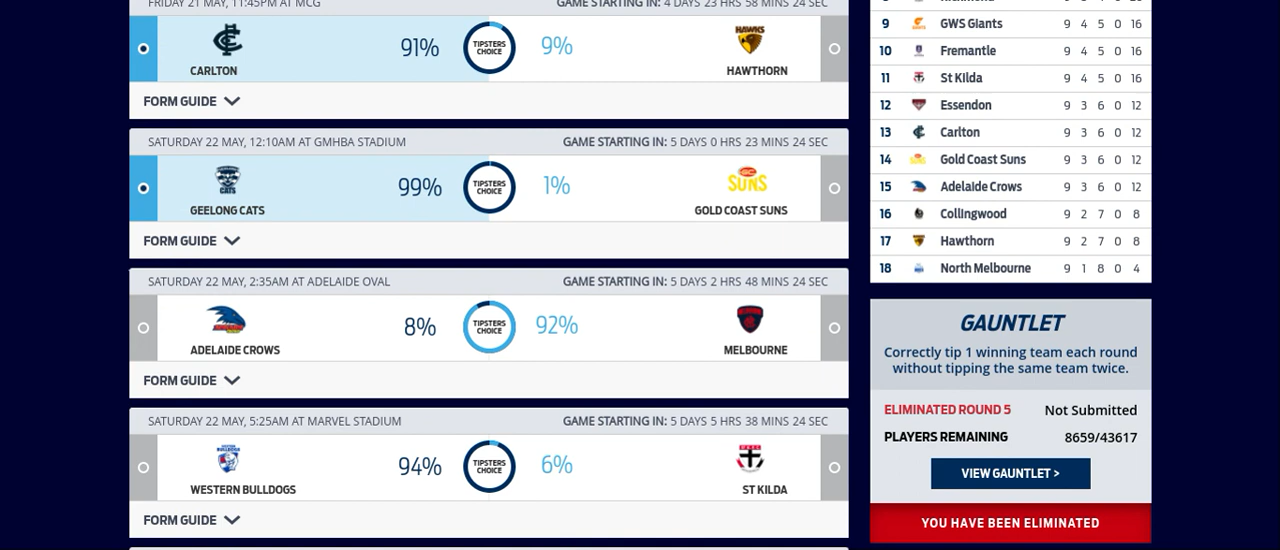 FRIDAY 21 MAY, 11:45PM AT MCG
GAME STARTING IN: 4 DAYS 23 HRS 58 MINS 24 SEC
91%
TIPSTERS
CHOICE
9%
CARLTON
HAWTHORN
FORM GUIDE
SATURDAY 22 MAY, 12:10AM AT GMHBA STADIUM
GAME STARTING IN: 5 DAYS 0 HRS 23 MINS 24 SEC
99%
TIPSTERS
CHOICE
1%
SUNS
GEELONG CATS
GOLD COAST SUNS
FORM GUIDE
SATURDAY 22 MAY, 2:35AM AT ADELAIDE OVAL
GAME STARTING IN: 5 DAYS 2 HRS 48 MINS 24 SEC
8%
TIPSTERS
CHOICE
92%
ADELAIDE CROWS
MELBOURNE
FORM GUIDE
SATURDAY 22 MAY, 5:25AM AT MARVEL STADIUM
GAME STARTING IN: 5 DAYS 5 HRS 38 MINS 24 SEC
94%
TIPSTERS
CHOICE
6%
WESTERN BULLDOGS
ST KILDA
FORM GUIDE
9 GWS Giants 9 4 5 0 16
10 Fremantle 9 4 5 0 16
11 St Kilda 9 4 5 0 16
12 Essendon 9 3 6 0 12
13 Carlton 9 3 6 0 12
14 Gold Coast Suns 9 3 6 0 12
15 Adelaide Crows 9 3 6 0 12
16 Collingwood 9 2 7 0 8
17 Hawthorn 9 2 7 0 8
18 North Melbourne 9 1 8 0 4
GAUNTLET
Correctly tip 1 winning team each round
without tipping the same team twice.
ELIMINATED ROUND 5 Not Submitted
PLAYERS REMAINING 8659/43617
VIEW GAUNTLET >
YOU HAVE BEEN ELIMINATED